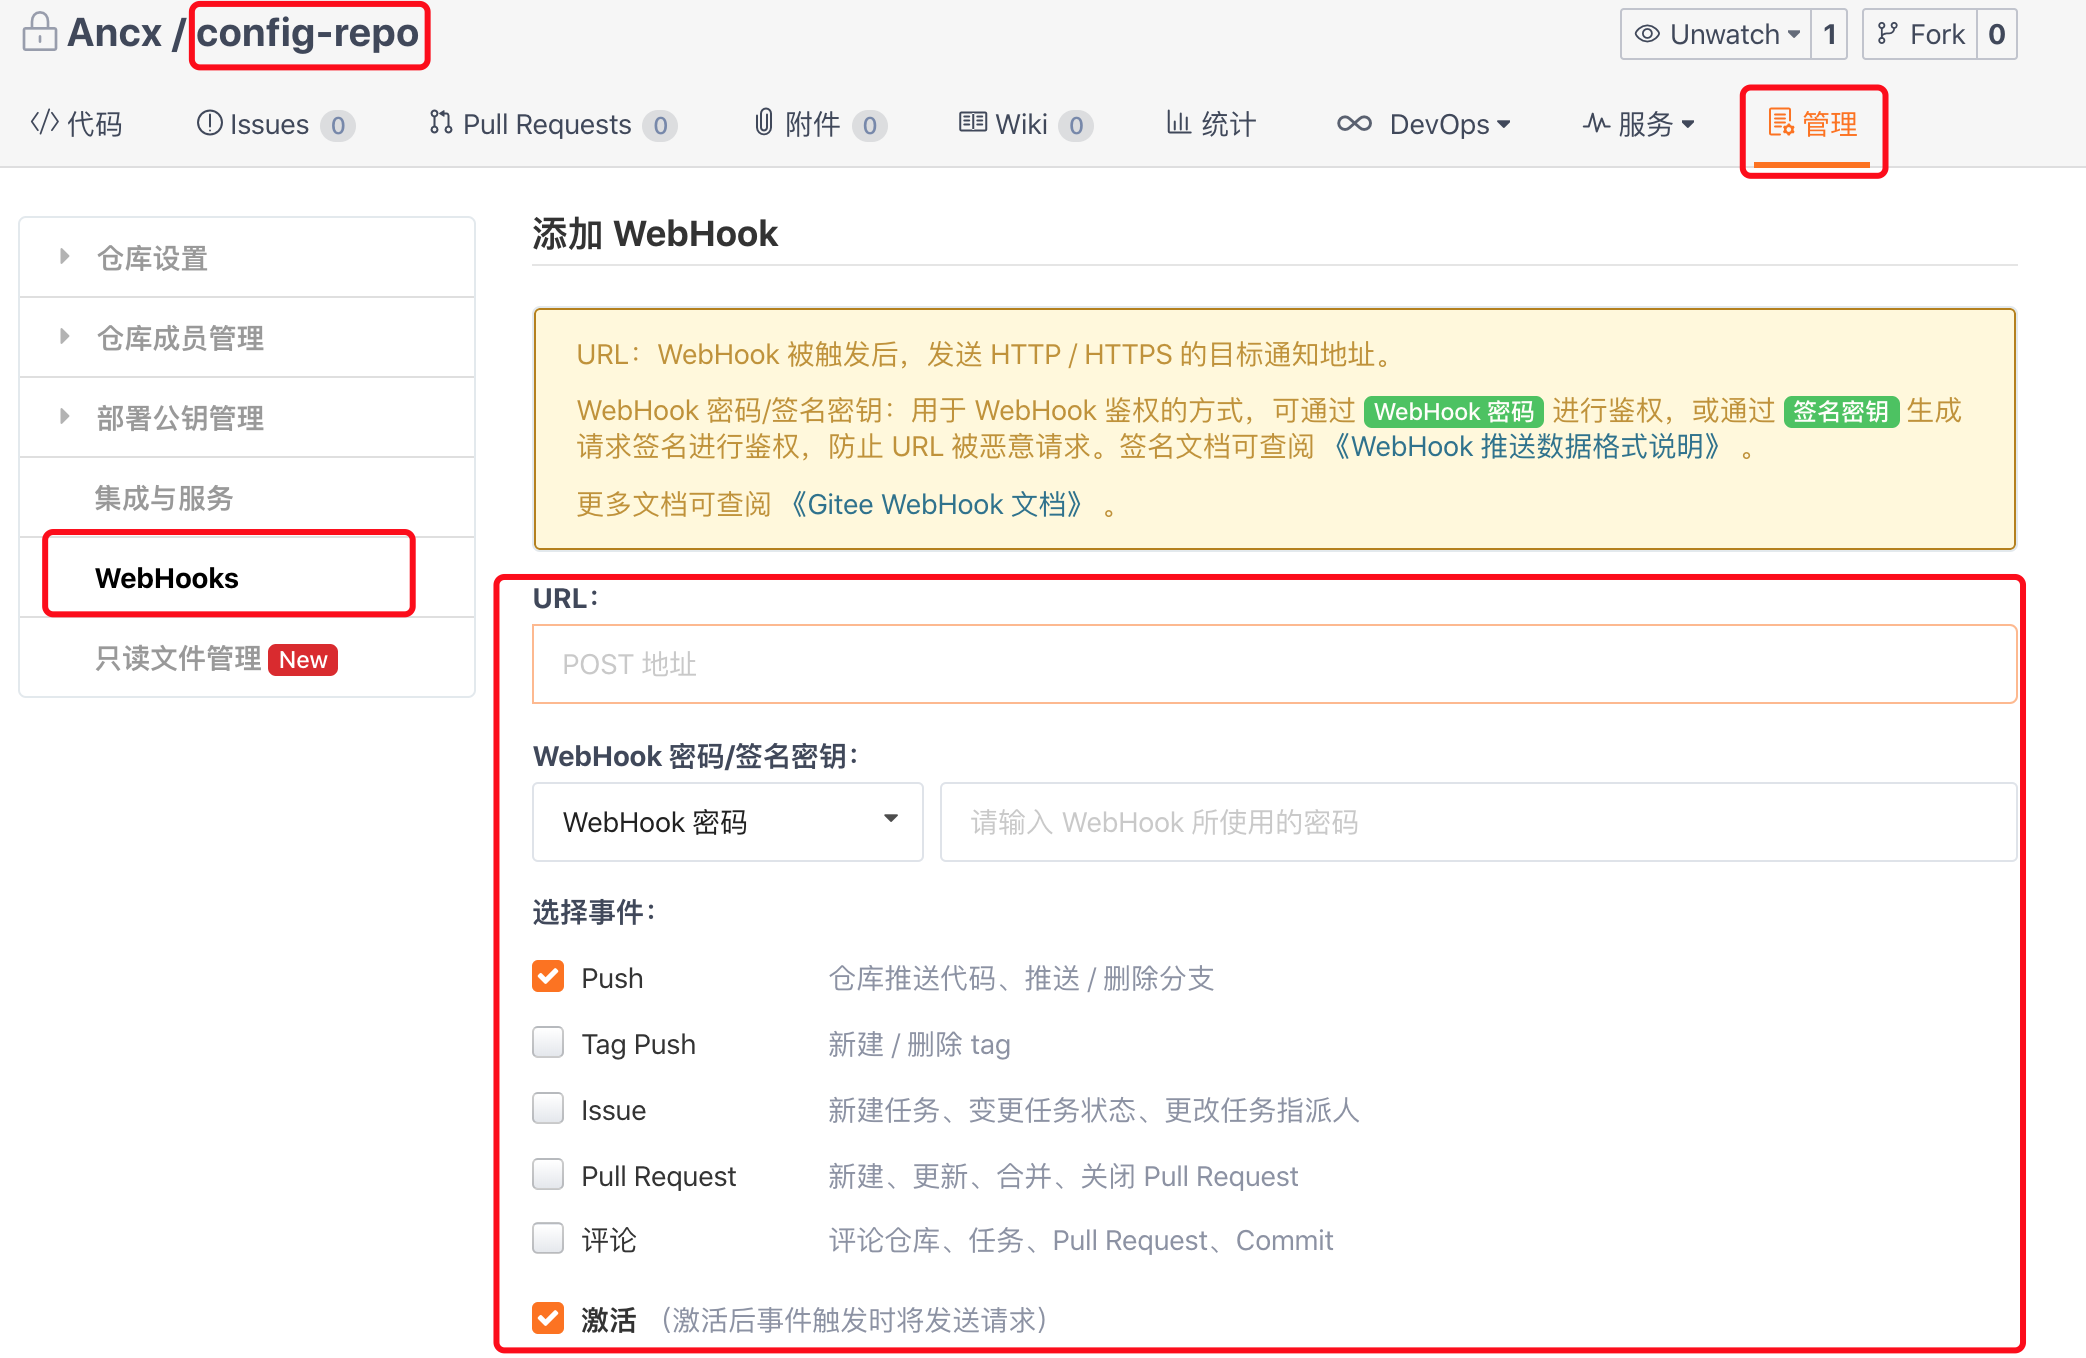 Ancx / config-repo
Unwatch 1 Fork 0
代码 Issues 0 Pull Requests 0 附件 0 Wiki 0 统计 DevOps 服务 管理
仓库设置
仓库成员管理
部署公钥管理
集成与服务
WebHooks
只读文件管理 New
添加 WebHook
URL：WebHook 被触发后，发送 HTTP / HTTPS 的目标通知地址。
WebHook 密码/签名密钥：用于 WebHook 鉴权的方式，可通过 WebHook 密码 进行鉴权，或通过 签名密钥 生成
请求签名进行鉴权，防止 URL 被恶意请求。签名文档可查阅 《WebHook 推送数据格式说明》 。
更多文档可查阅 《Gitee WebHook 文档》 。
URL：
POST 地址
WebHook 密码/签名密钥：
WebHook 密码 请输入 WebHook 所使用的密码
选择事件：
Push 仓库推送代码、推送 / 删除分支
Tag Push 新建 / 删除 tag
Issue 新建任务、变更任务状态、更改任务指派人
Pull Request 新建、更新、合并、关闭 Pull Request
评论 评论仓库、任务、Pull Request、Commit
激活 （激活后事件触发时将发送请求）